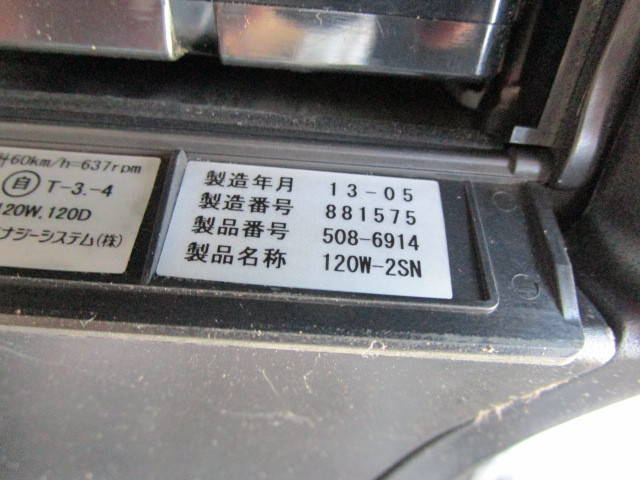 60km/h=637rpm
自 T-3.-4
120W,120D
ナジーシステム(株)
製造年月 13-05
製造番号 881575
製品番号 508-6914
製品名称 120W-2SN